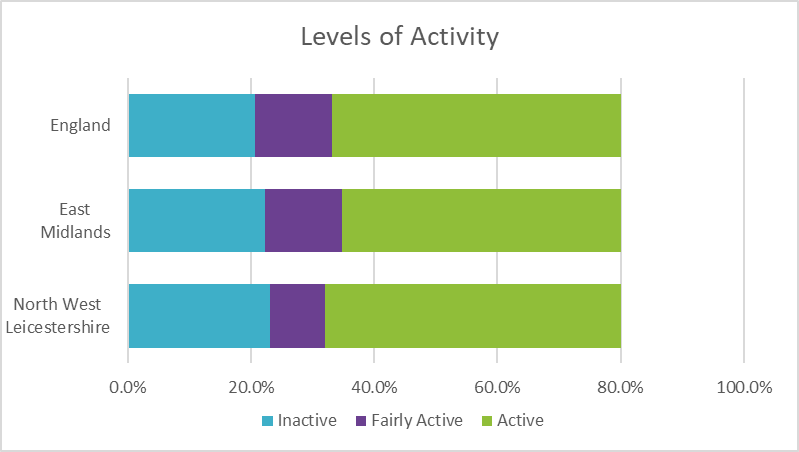 Levels of Activity
England
East
Midlands
North West
Leicestershire
0.0% 20.0% 40.0% 60.0% 80.0% 100.0%
Inactive Fairly Active Active